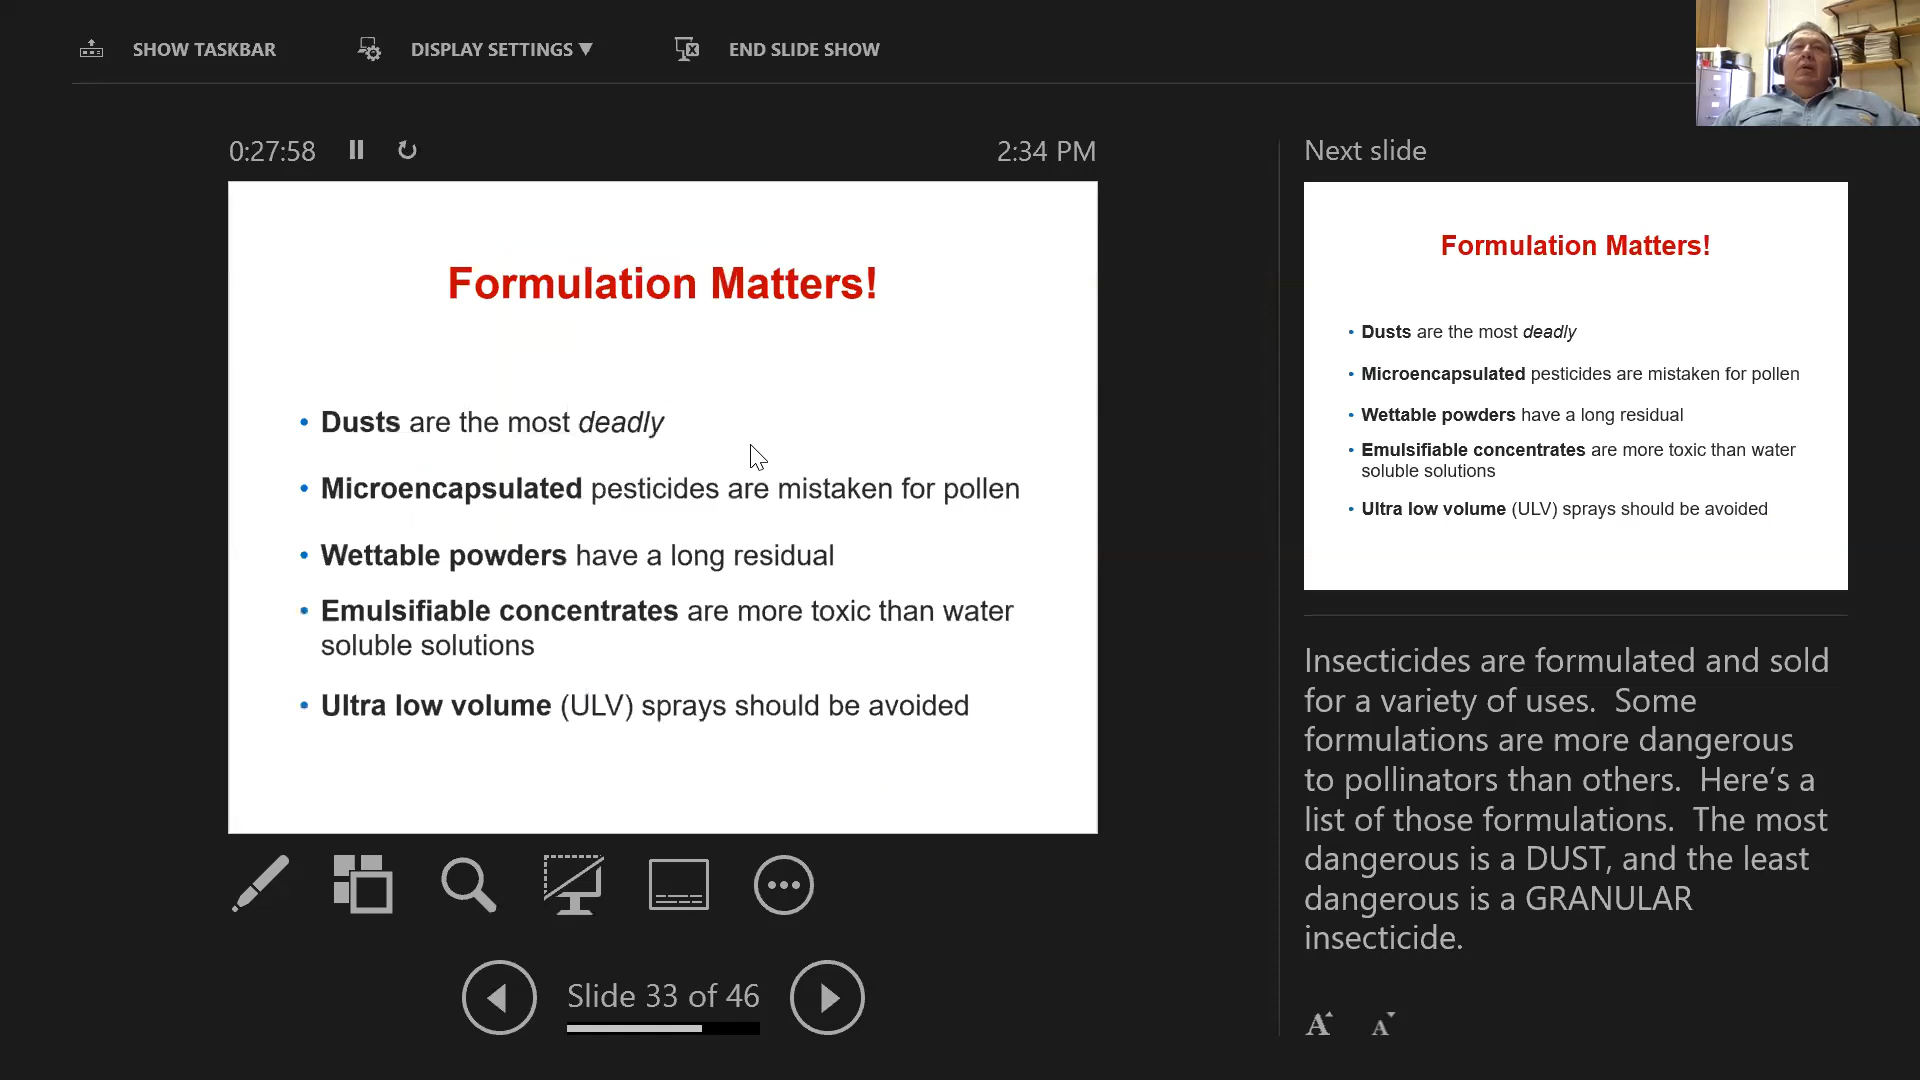 SHOW TASKBAR
DISPLAY SETTINGS ▼
END SLIDE SHOW
0:27:58
2:34 PM
Formulation Matters!
• Dusts are the most deadly
• Microencapsulated pesticides are mistaken for pollen
• Wettable powders have a long residual
• Emulsifiable concentrates are more toxic than water
soluble solutions
• Ultra low volume (ULV) sprays should be avoided
Slide 33 of 46
Next slide
Formulation Matters!
• Dusts are the most deadly
• Microencapsulated pesticides are mistaken for pollen
• Wettable powders have a long residual
• Emulsifiable concentrates are more toxic than water
soluble solutions
• Ultra low volume (ULV) sprays should be avoided
Insecticides are formulated and sold
for a variety of uses.  Some
formulations are more dangerous
to pollinators than others.  Here’s a
list of those formulations.  The most
dangerous is a DUST, and the least
dangerous is a GRANULAR
insecticide.
A A